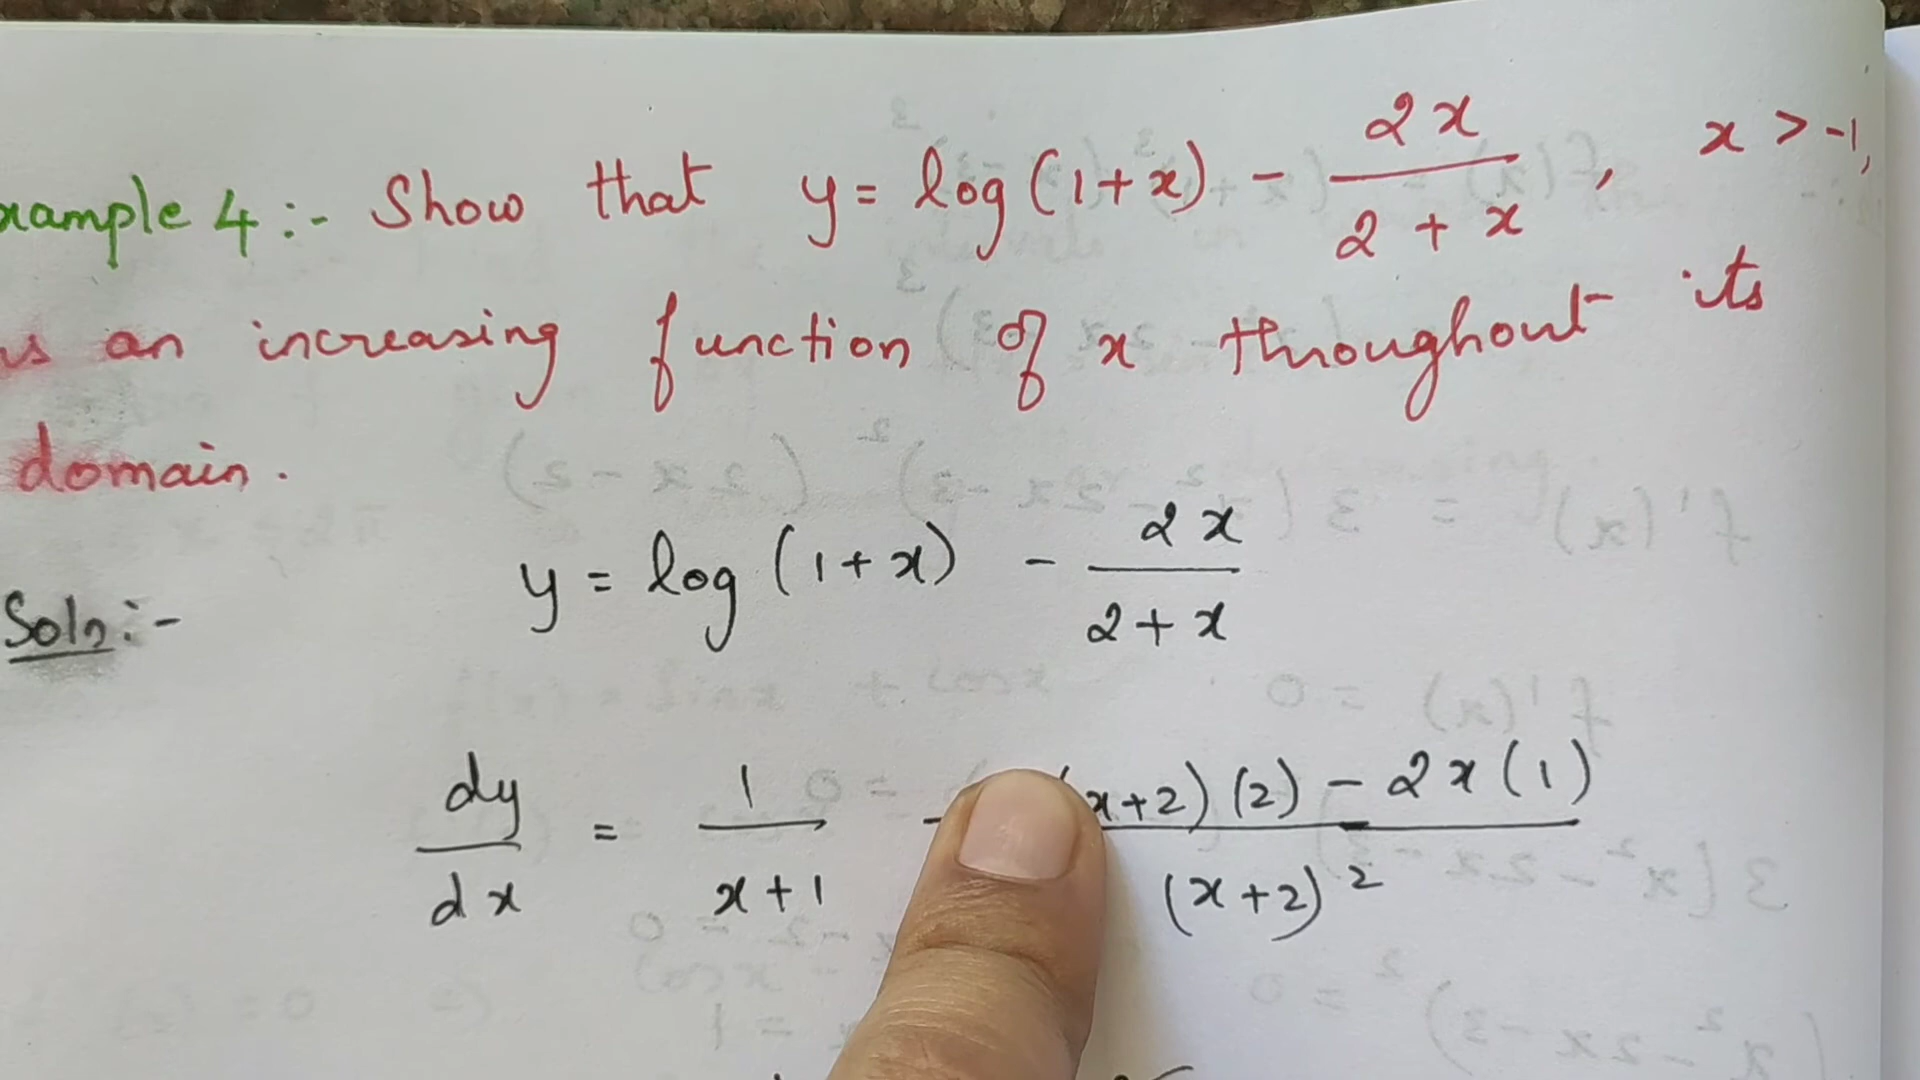 xample 4:- Show that y = log (1+x) - 2x / 2 + x , x > -1,
is an increasing function of x throughout its
domain.
Soln:- y = log (1+x) - 2x / 2+x
dy / dx = 1 / x+1 - (x+2) (2) - 2x (1) / (x+2)²